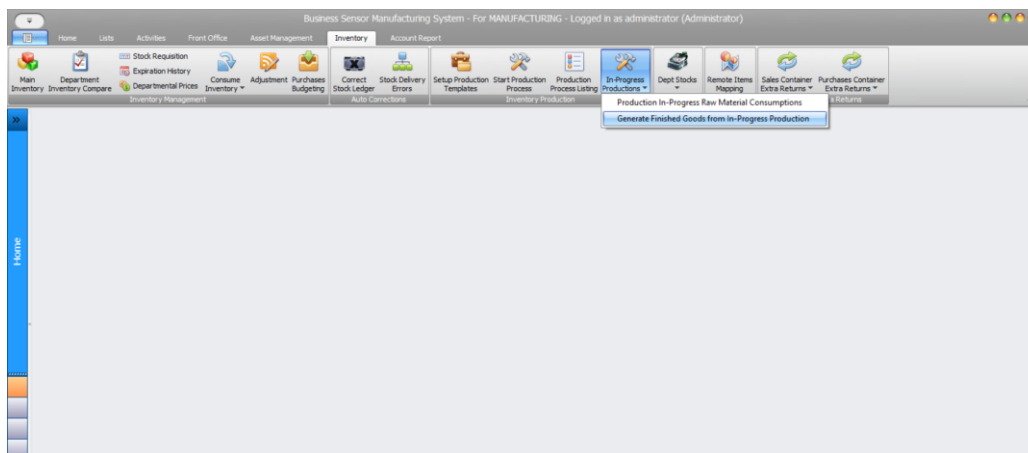 Business Sensor Manufacturing System - For MANUFACTURING - Logged in as administrator (Administrator)
Home Lists Activities Front Office Asset Management Inventory Account Report
Main Inventory
Department Inventory Compare
Stock Requisition
Expiration History
Departmental Prices
Consume Inventory
Adjustment
Purchases Budgeting
Inventory Management
Correct Stock Ledger
Stock Delivery Errors
Auto Corrections
Setup Production Templates
Start Production Process
Production Process Listing
In-Progress Productions
Inventory Production
Dept Stocks
Remote Items Mapping
Sales Container Extra Returns
Purchases Container Extra Returns
a Returns
Production In-Progress Raw Material Consumptions
Generate Finished Goods from In-Progress Production
Home